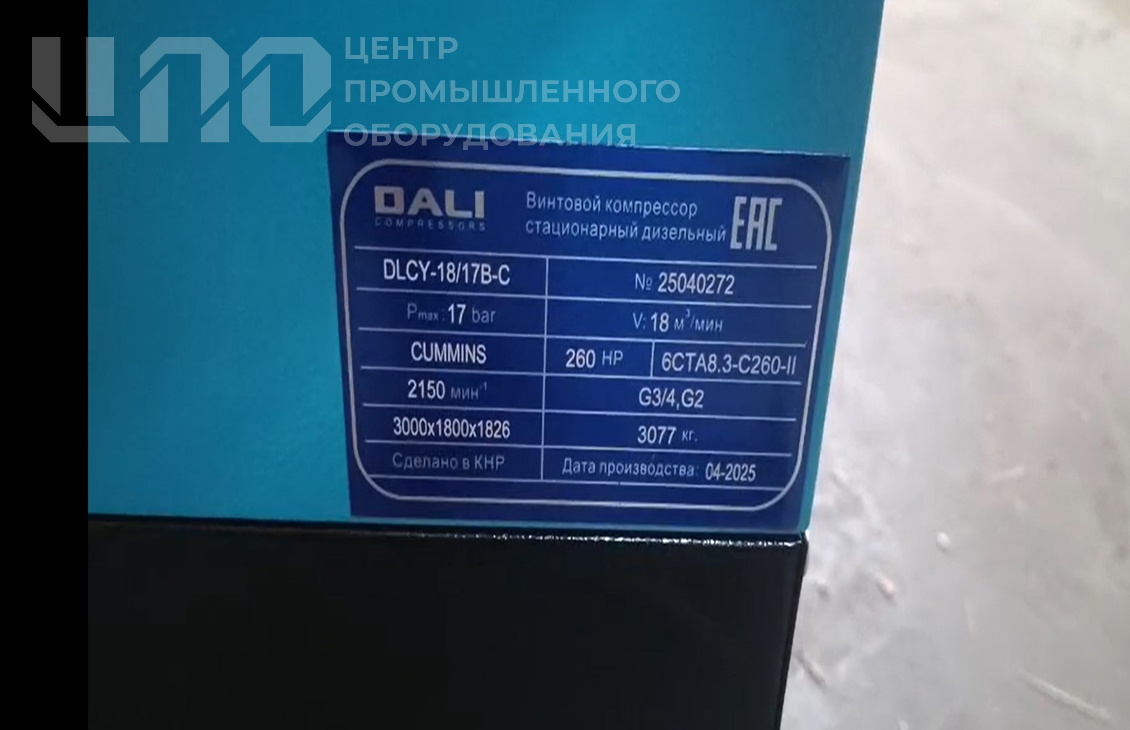 ЦПО ЦЕНТР
ПРОМЫШЛЕННОГО
ОБОРУДОВАНИЯ
DALI
COMPRESSORS
Винтовой компрессор
стационарный дизельный
EAC
DLCY-18/17B-C № 25040272
Pmax: 17 bar V: 18 м³/мин
CUMMINS 260 HP 6CTA8.3-C260-II
2150 мин⁻¹ G3/4,G2
3000x1800x1826 3077 кг.
Сделано в КНР Дата производства: 04-2025